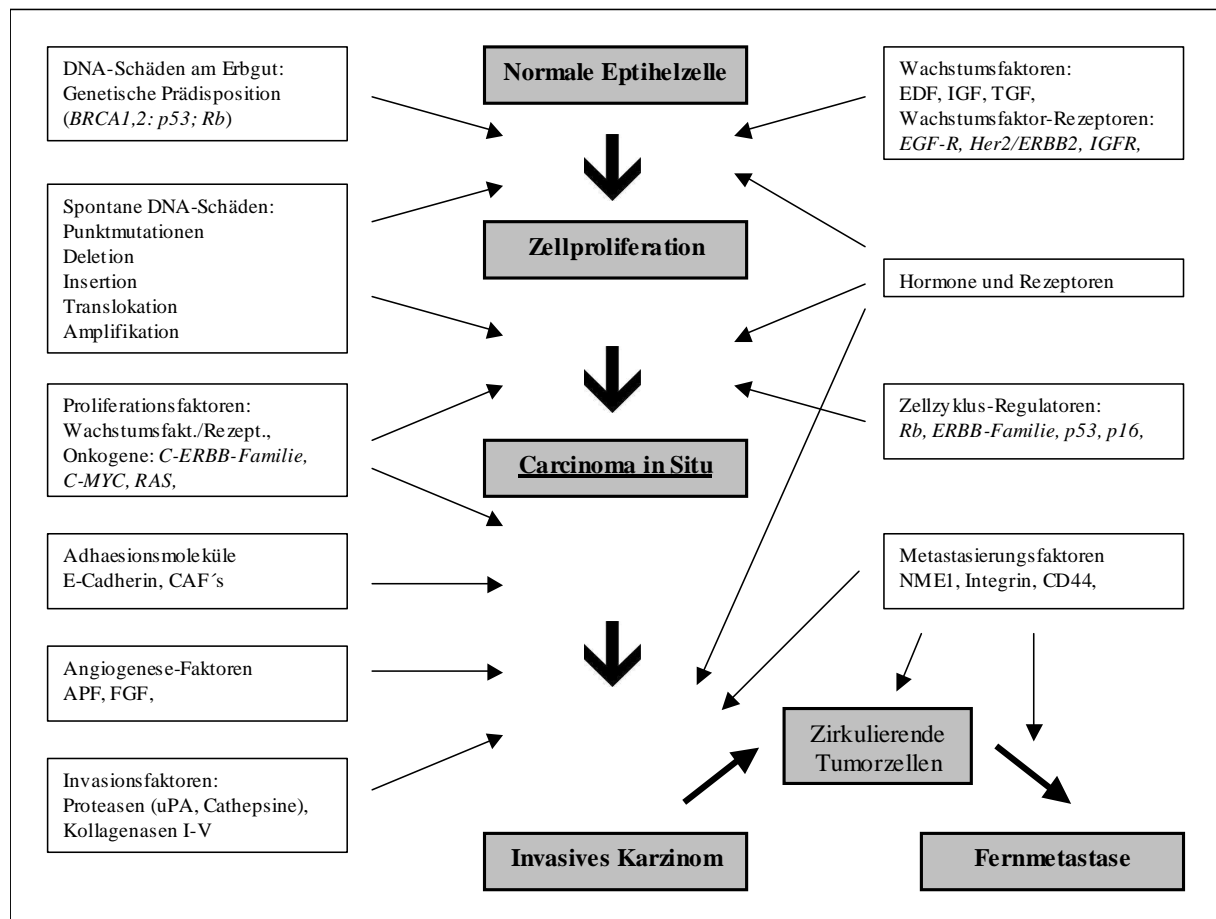 DNA-Schäden am Erbgut:
Genetische Prädisposition
(BRCA1,2: p53; Rb)
Normale Eptihelzelle
Wachstumsfaktoren:
EDF, IGF, TGF,
Wachstumsfaktor-Rezeptoren:
EGF-R, Her2/ERBB2, IGFR,
Spontane DNA-Schäden:
Punktmutationen
Deletion
Insertion
Translokation
Amplifikation
Zellproliferation
Hormone und Rezeptoren
Proliferationsfaktoren:
Wachstumsfakt./Rezept.,
Onkogene: C-ERBB-Familie,
C-MYC, RAS,
Carcinoma in Situ
Zellzyklus-Regulatoren:
Rb, ERBB-Familie, p53, p16,
Adhaesionsmoleküle
E-Cadherin, CAF´s
Metastasierungsfaktoren
NME1, Integrin, CD44,
Angiogenese-Faktoren
APF, FGF,
Zirkulierende
Tumorzellen
Invasionsfaktoren:
Proteasen (uPA, Cathepsine),
Kollagenasen I-V
Invasives Karzinom
Fernmetastase